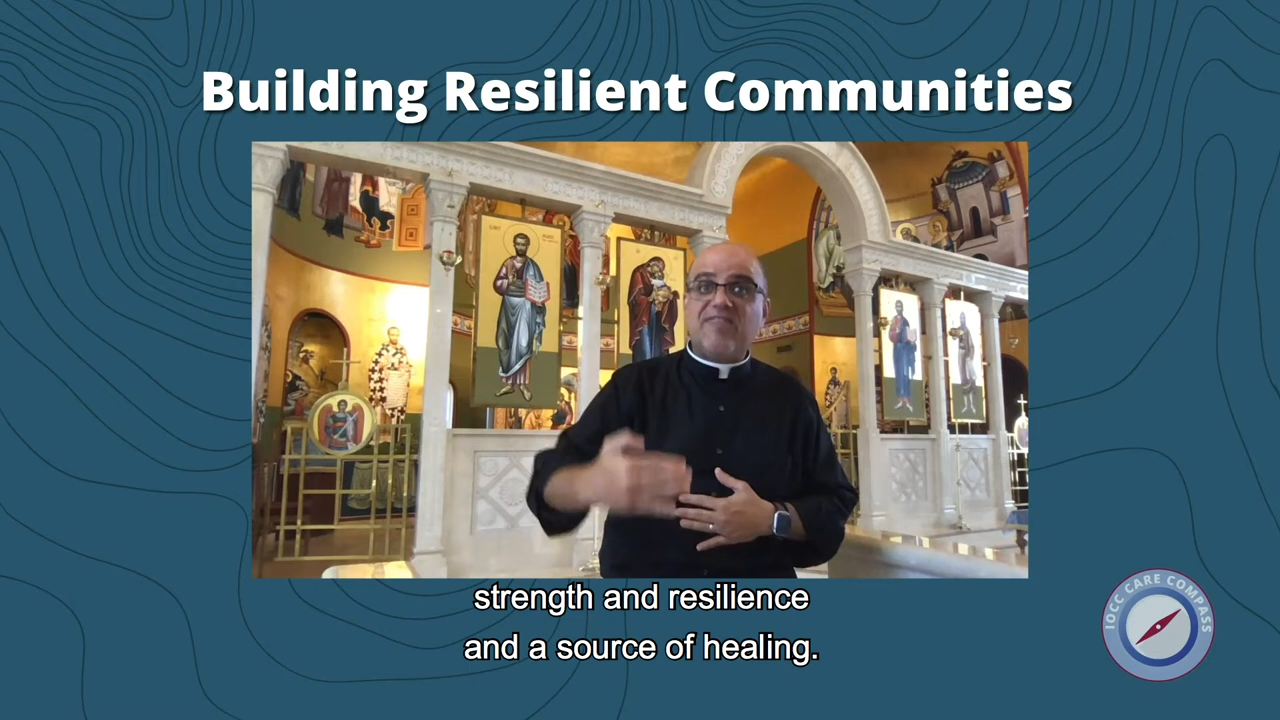 Building Resilient Communities
strength and resilience
and a source of healing.
IOCC CARE COMPASS